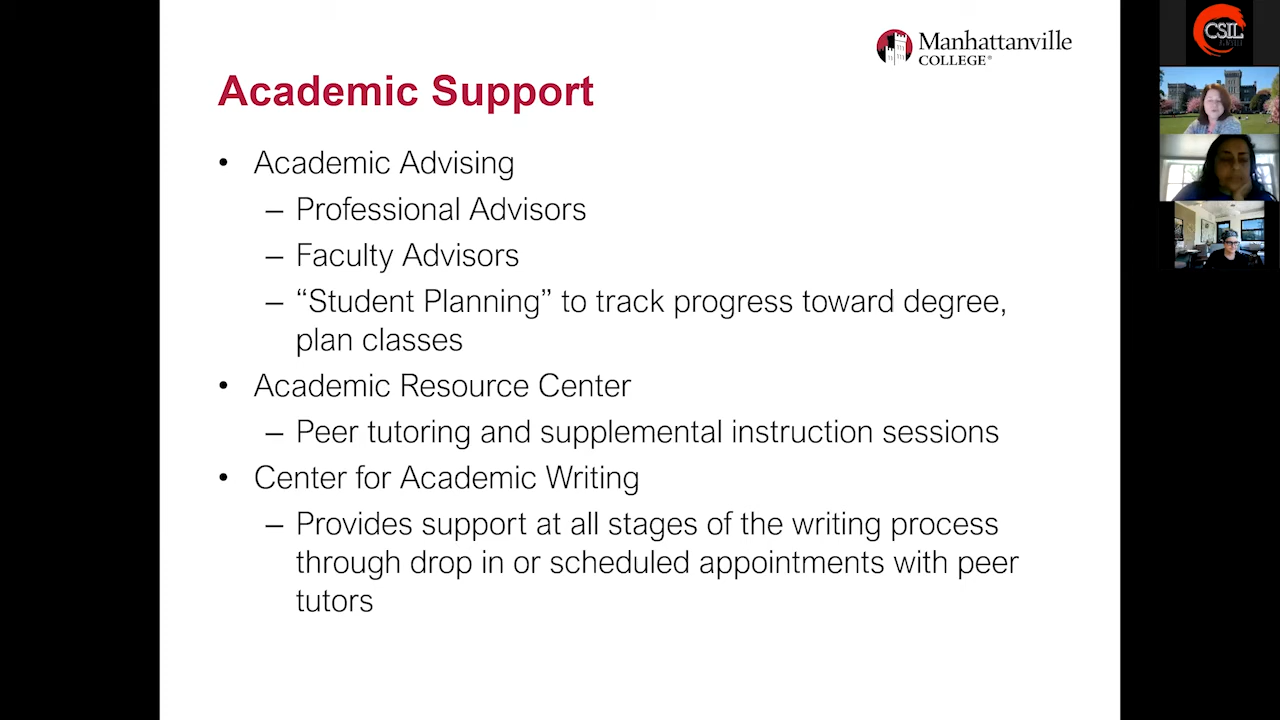 Manhattanville
COLLEGE®
Academic Support
• Academic Advising
– Professional Advisors
– Faculty Advisors
– “Student Planning” to track progress toward degree,
plan classes
• Academic Resource Center
– Peer tutoring and supplemental instruction sessions
• Center for Academic Writing
– Provides support at all stages of the writing process
through drop in or scheduled appointments with peer
tutors
CSIL